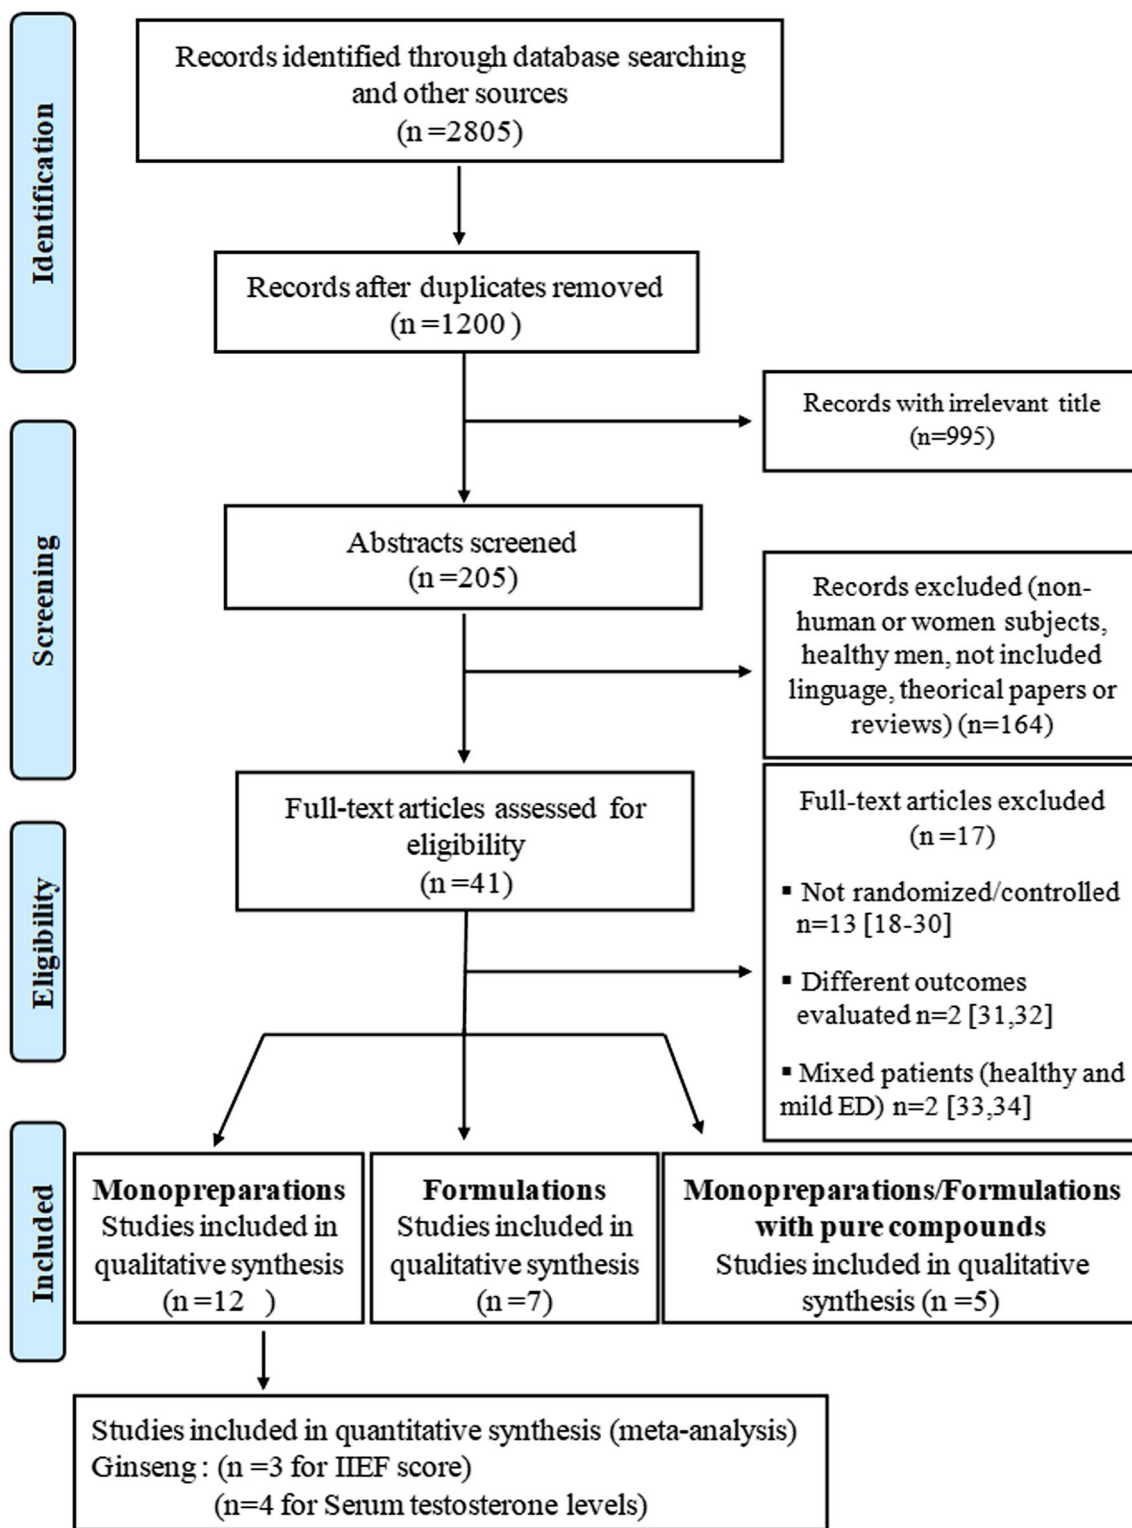 Identification
Records identified through database searching
and other sources
(n =2805)
Records after duplicates removed
(n =1200 )
Records with irrelevant title
(n=995)
Screening
Abstracts screened
(n =205)
Records excluded (non-
human or women subjects,
healthy men, not included
linguage, theorical papers or
reviews) (n=164)
Eligibility
Full-text articles assessed for
eligibility
(n =41)
Full-text articles excluded
(n =17)
▪ Not randomized/controlled
n=13 [18-30]
▪ Different outcomes
evaluated n=2 [31,32]
▪ Mixed patients (healthy and
mild ED) n=2 [33,34]
Included
Monopreparations
Studies included in
qualitative synthesis
(n =12 )
Formulations
Studies included in
qualitative synthesis
(n =7)
Monopreparations/Formulations
with pure compounds
Studies included in qualitative
synthesis (n =5)
Studies included in quantitative synthesis (meta-analysis)
Ginseng : (n =3 for IIEF score)
(n=4 for Serum testosterone levels)